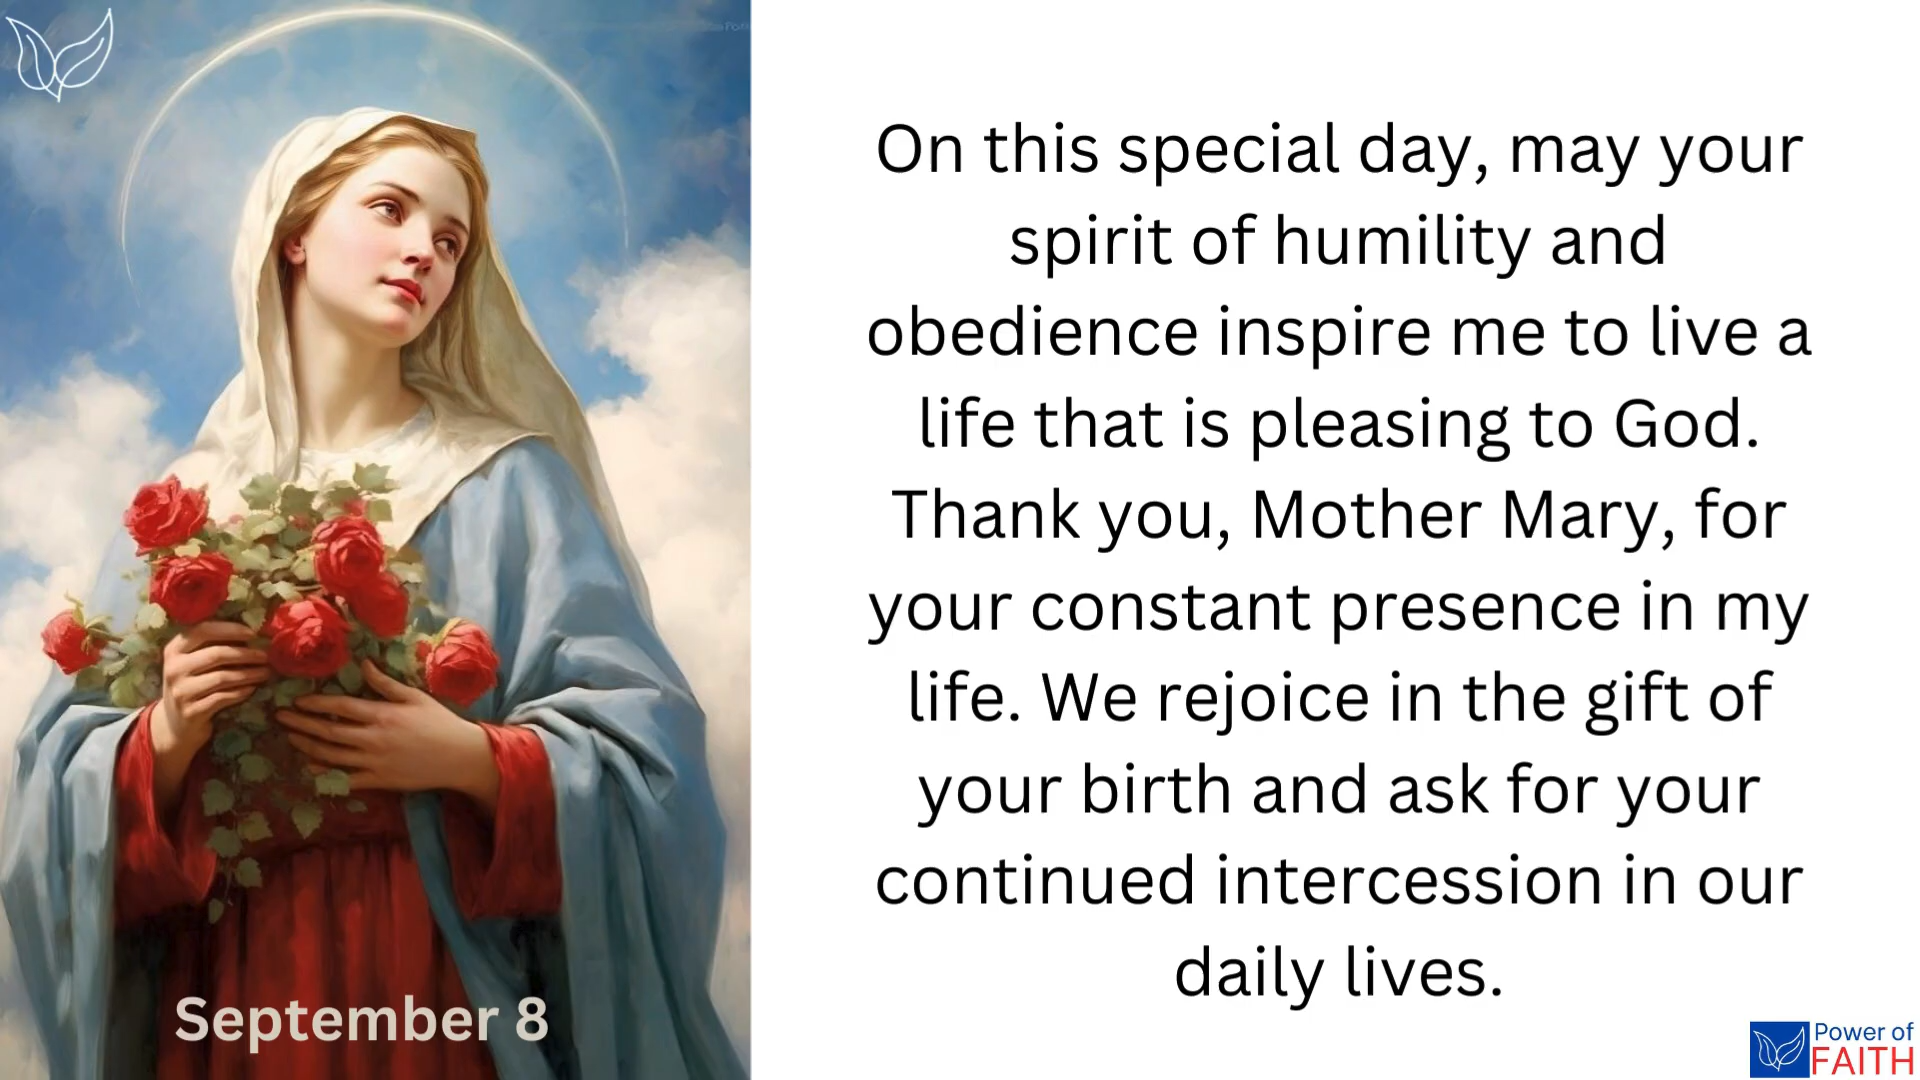 On this special day, may your
spirit of humility and
obedience inspire me to live a
life that is pleasing to God.
Thank you, Mother Mary, for
your constant presence in my
life. We rejoice in the gift of
your birth and ask for your
continued intercession in our
daily lives.
September 8
Power of
FAITH